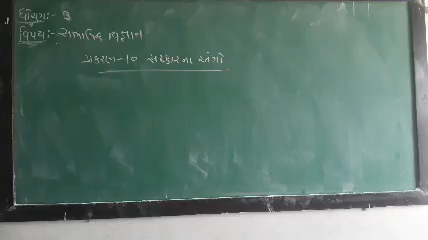 ધોરણ:- ૭
વિષય:- સામાજિક વિજ્ઞાન
પ્રકરણ-૧૦ સરકારના અંગો